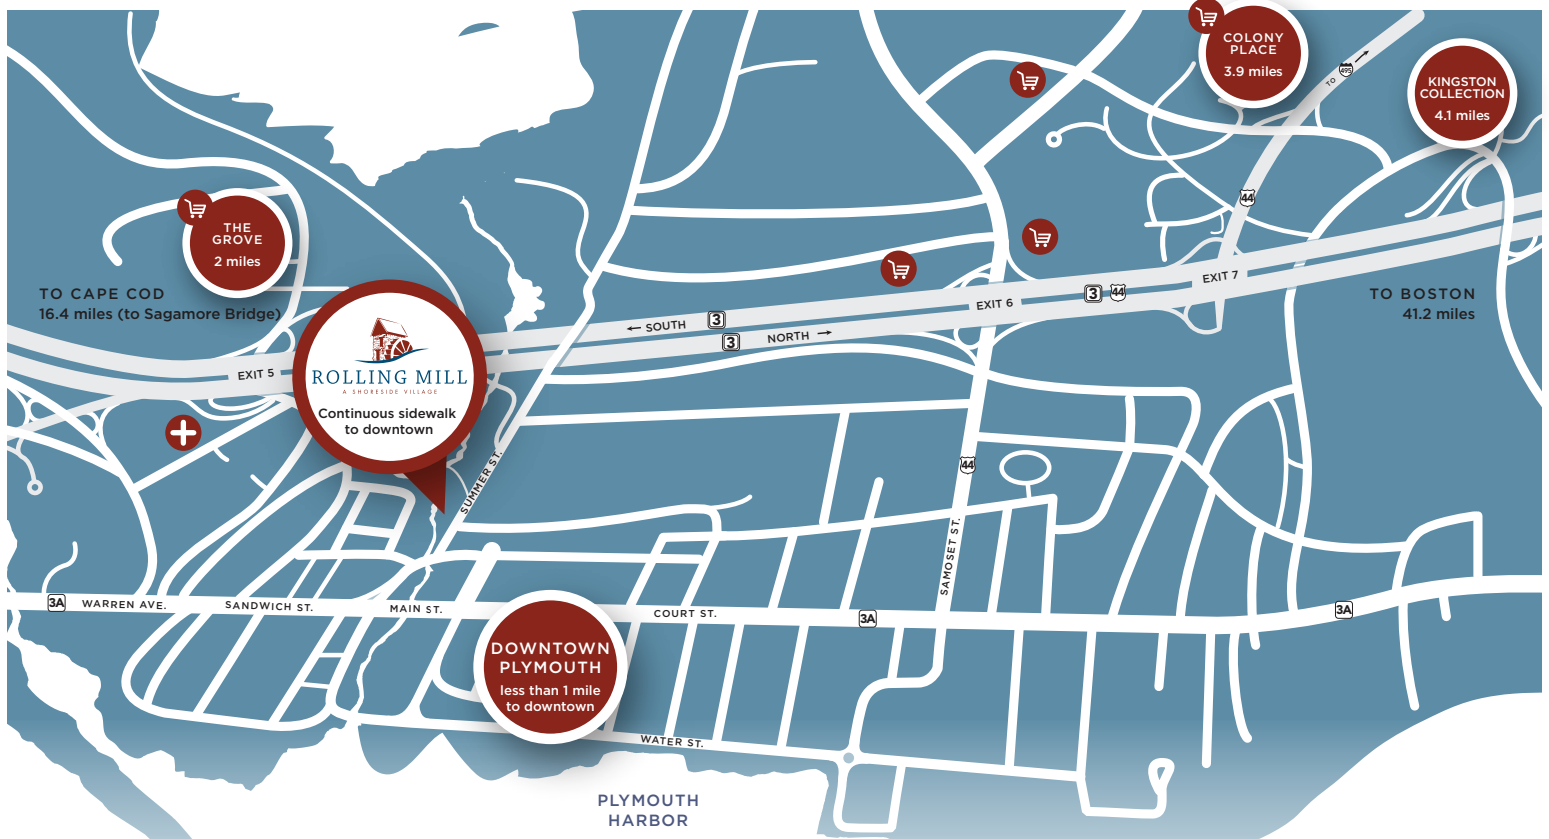 COLONY
PLACE
3.9 miles
TO
495
KINGSTON
COLLECTION
4.1 miles
44
THE
GROVE
2 miles
TO CAPE COD
16.4 miles (to Sagamore Bridge)
TO BOSTON
41.2 miles
EXIT 7
3
44
EXIT 6
SOUTH
3
3
NORTH
EXIT 5
ROLLING MILL
A SHORESIDE VILLAGE
Continuous sidewalk
to downtown
SUMMER ST.
44
SAMOSET ST.
3A
WARREN AVE.
SANDWICH ST.
MAIN ST.
COURT ST.
3A
3A
DOWNTOWN
PLYMOUTH
less than 1 mile
to downtown
WATER ST.
PLYMOUTH
HARBOR